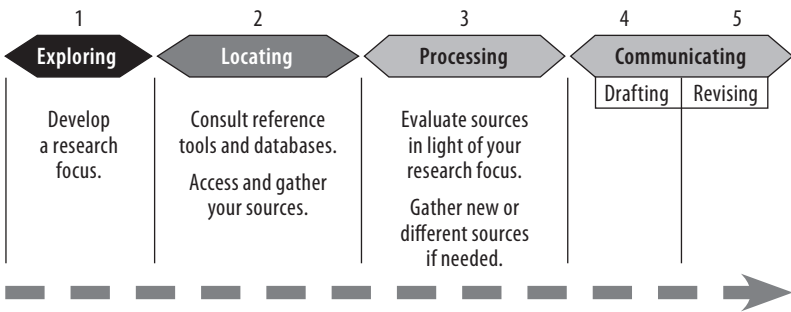 1 2 3 4 5
Exploring Locating Processing Communicating
Drafting Revising
Develop
a research
focus.
Consult reference
tools and databases.
Access and gather
your sources.
Evaluate sources
in light of your
research focus.
Gather new or
different sources
if needed.